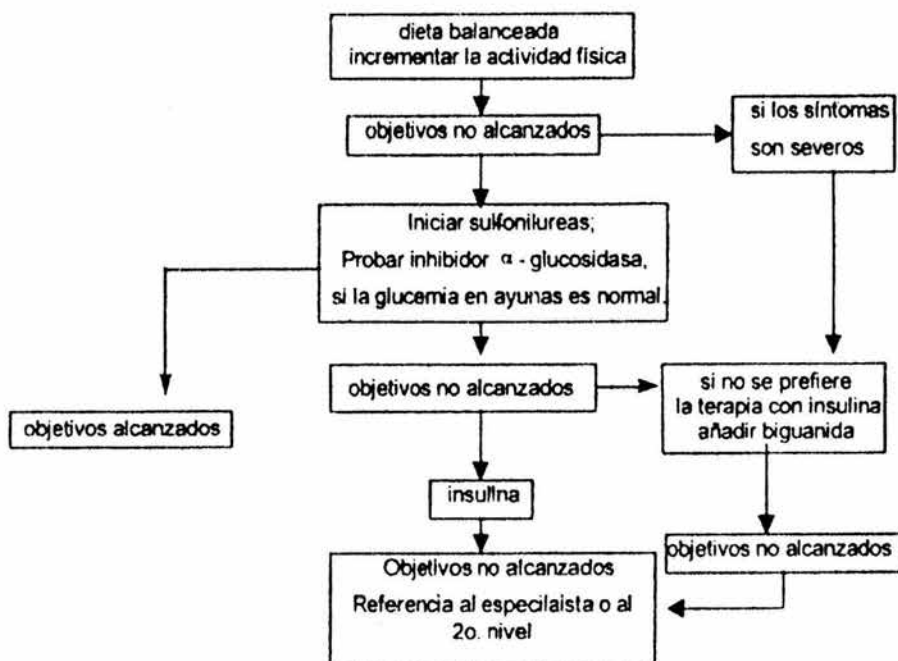 dieta balanceada
incrementar la actividad física
objetivos no alcanzados
si los síntomas
son severos
Iniciar sulfonilureas;
Probar inhibidor α - glucosidasa,
si la glucemia en ayunas es normal.
objetivos no alcanzados
si no se prefiere
la terapia con insulina
añadir biguanida
objetivos alcanzados
insulina
objetivos no alcanzados
Objetivos no alcanzados
Referencia al especilaista o al
2o. nivel